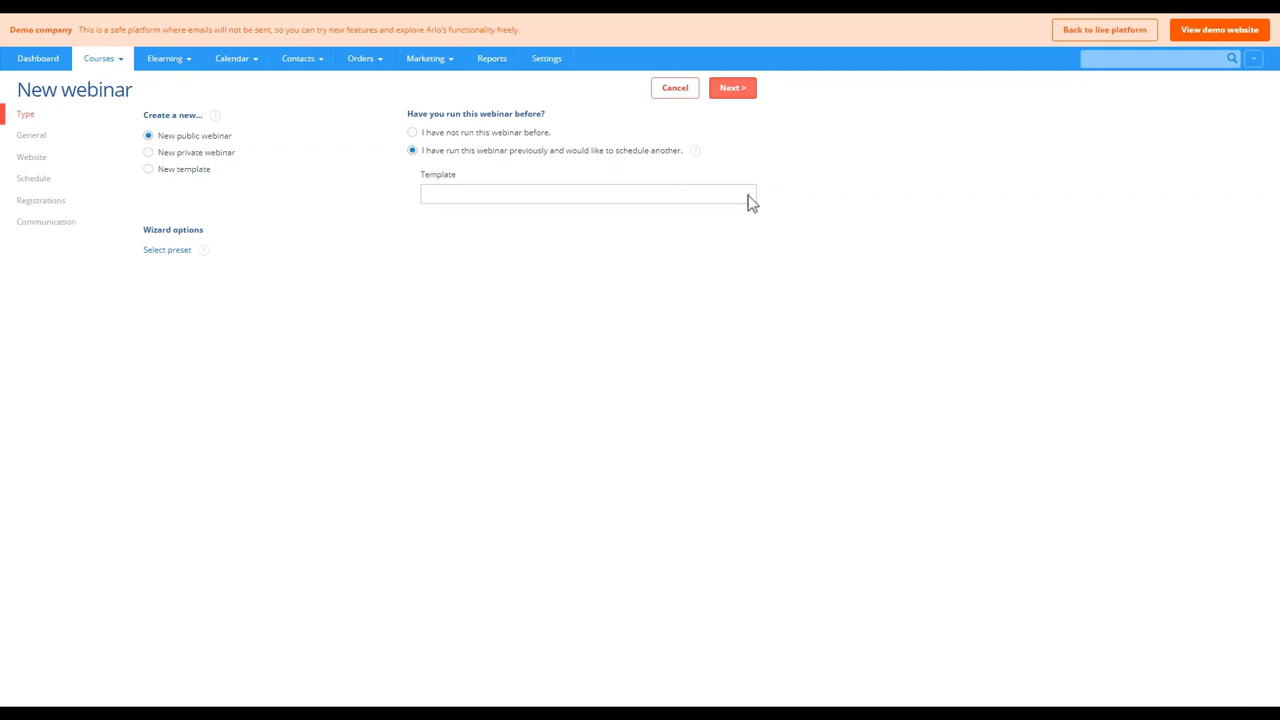 Demo company This is a safe platform where emails will not be sent, so you can try new features and explore Arlo's functionality freely.
Back to live platform
View demo website
Dashboard Courses Elearning Calendar Contacts Orders Marketing Reports Settings
New webinar
Cancel
Next >
Type
General
Website
Schedule
Registrations
Communication
Create a new... ?
New public webinar
New private webinar
New template
Wizard options
Select preset ?
Have you run this webinar before?
I have not run this webinar before.
I have run this webinar previously and would like to schedule another. ?
Template